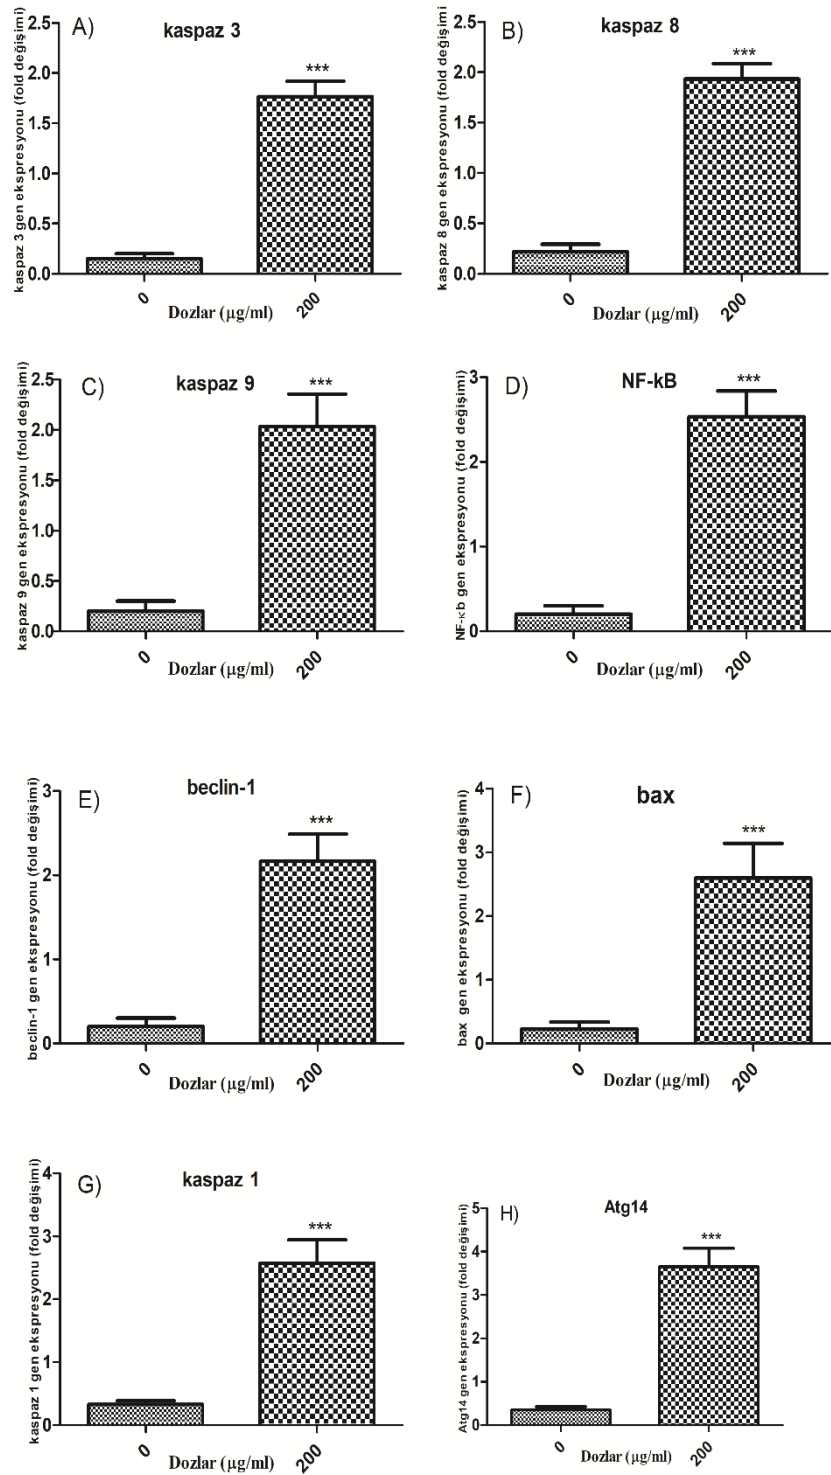 A)
kaspaz 3
kaspaz 3 gen ekspresyonu (fold değişimi)
2.5
2.0
1.5
1.0
0.5
0.0
***
0
200
Dozlar (µg/ml)
B)
kaspaz 8
kaspaz 8 gen ekspresyonu (fold değişimi)
2.5
2.0
1.5
1.0
0.5
0.0
***
0
200
Dozlar (µg/ml)
C)
kaspaz 9
kaspaz 9 gen ekspresyonu (fold değişimi)
2.5
2.0
1.5
1.0
0.5
0.0
***
0
200
Dozlar (µg/ml)
D)
NF-kB
NF-κb gen ekspresyonu (fold değişimi)
3
2
1
0
***
0
200
Dozlar (µg/ml)
E)
beclin-1
beclin-1 gen ekspresyonu (fold değişimi)
3
2
1
0
***
0
200
Dozlar (µg/ml)
F)
bax
bax gen ekspresyonu (fold değişimi)
4
3
2
1
0
***
0
200
Dozlar (µg/ml)
G)
kaspaz 1
kaspaz 1 gen ekspresyonu (fold değişimi)
4
3
2
1
0
***
0
200
Dozlar (µg/ml)
H)
Atg14
Atg14 gen ekspresyonu (fold değişimi)
5
4
3
2
1
0
***
0
200
Dozlar (µg/ml)